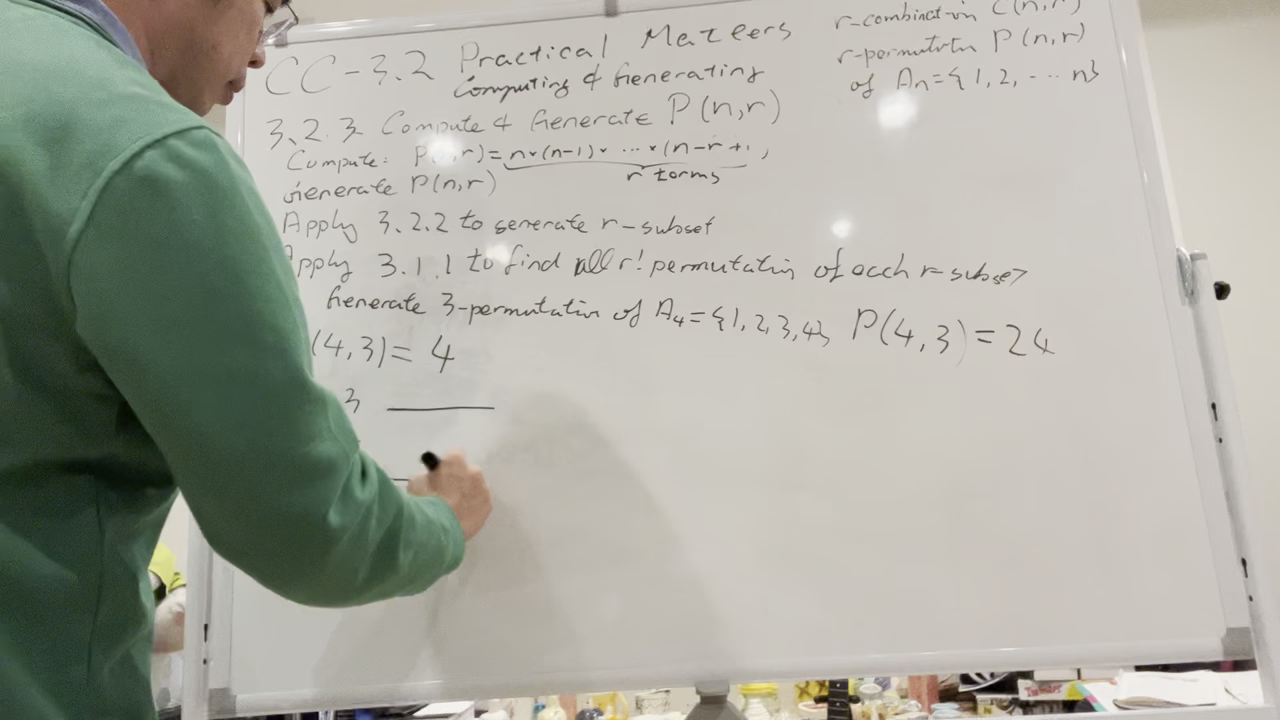 CC-3.2 Practical Matters
Computing & Generating
r-combination C(n,r)
r-permutatn P(n,r)
of An={1,2, ... n}
3.2.3. Compute & Generate P(n,r)
Compute: P( ,r)=n×(n-1)× ... ×(n-r+1,
r terms
Generate P(n,r)
Apply 3.2.2 to generate r-subset
Apply 3.1.1 to find all r! permutatin of each r-subset
Generate 3-permutation of A4={1,2,3,4}, P(4,3)=24
(4,3)=4
3